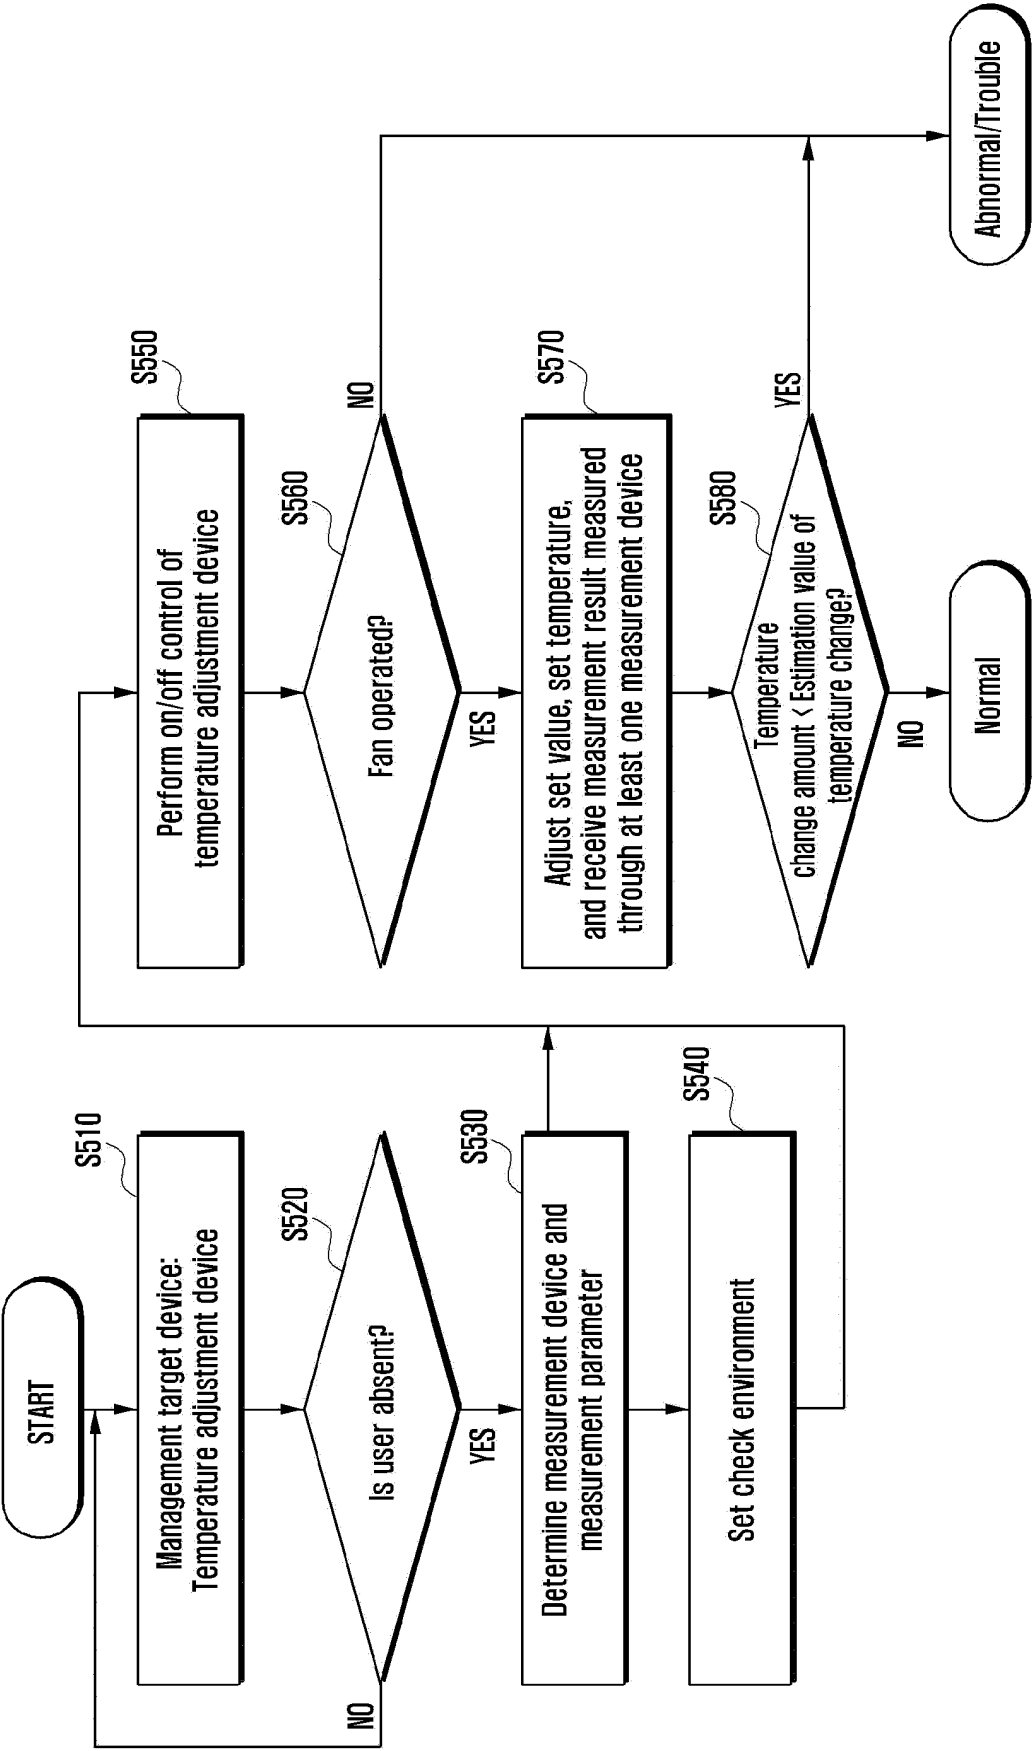 START
S510
Management target device:
Temperature adjustment device
S520
Is user absent?
NO
YES
S530
Determine measurement device and
measurement parameter
S540
Set check environment
S550
Perform on/off control of
temperature adjustment device
S560
Fan operated?
NO
YES
S570
Adjust set value, set temperature,
and receive measurement result measured
through at least one measurement device
S580
Temperature
change amount < Estimation value of
temperature change?
YES
NO
Normal
Abnormal/Trouble